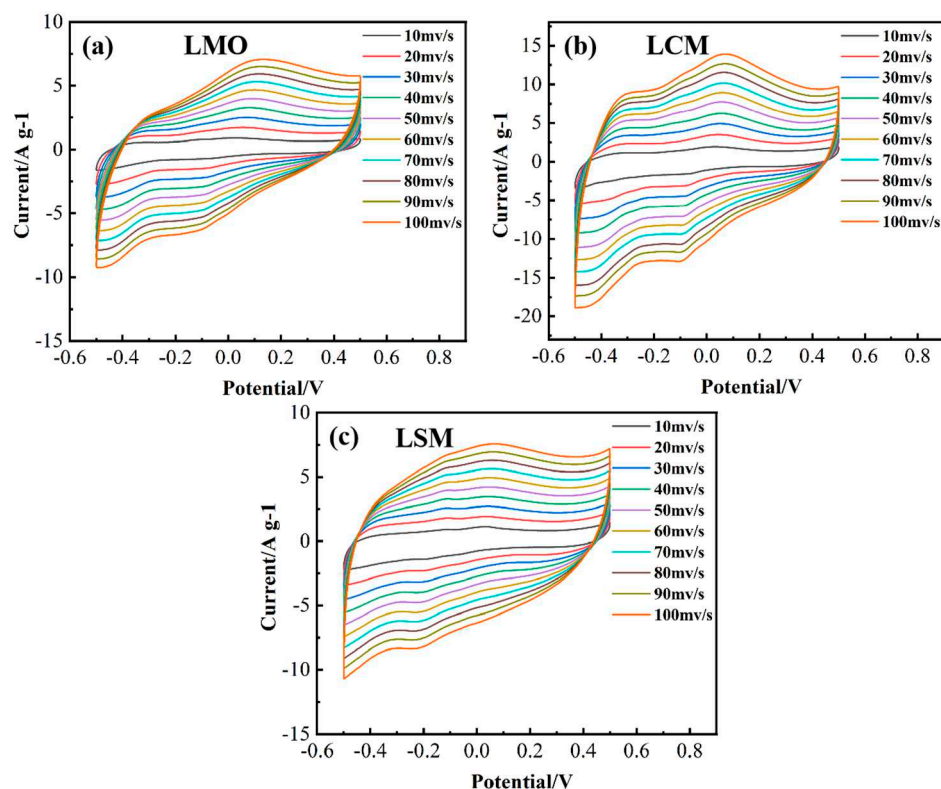 (a) LMO
10mv/s
20mv/s
30mv/s
40mv/s
50mv/s
60mv/s
70mv/s
80mv/s
90mv/s
100mv/s
10
5
0
-5
-10
-15
Current/A g-1
-0.6 -0.4 -0.2 0.0 0.2 0.4 0.6 0.8
Potential/V
(b) LCM
10mv/s
20mv/s
30mv/s
40mv/s
50mv/s
60mv/s
70mv/s
80mv/s
90mv/s
100mv/s
15
10
5
0
-5
-10
-15
-20
Current/A g-1
-0.6 -0.4 -0.2 0.0 0.2 0.4 0.6 0.8
Potential/V
(c) LSM
10mv/s
20mv/s
30mv/s
40mv/s
50mv/s
60mv/s
70mv/s
80mv/s
90mv/s
100mv/s
10
5
0
-5
-10
-15
Current/A g-1
-0.6 -0.4 -0.2 0.0 0.2 0.4 0.6 0.8
Potential/V